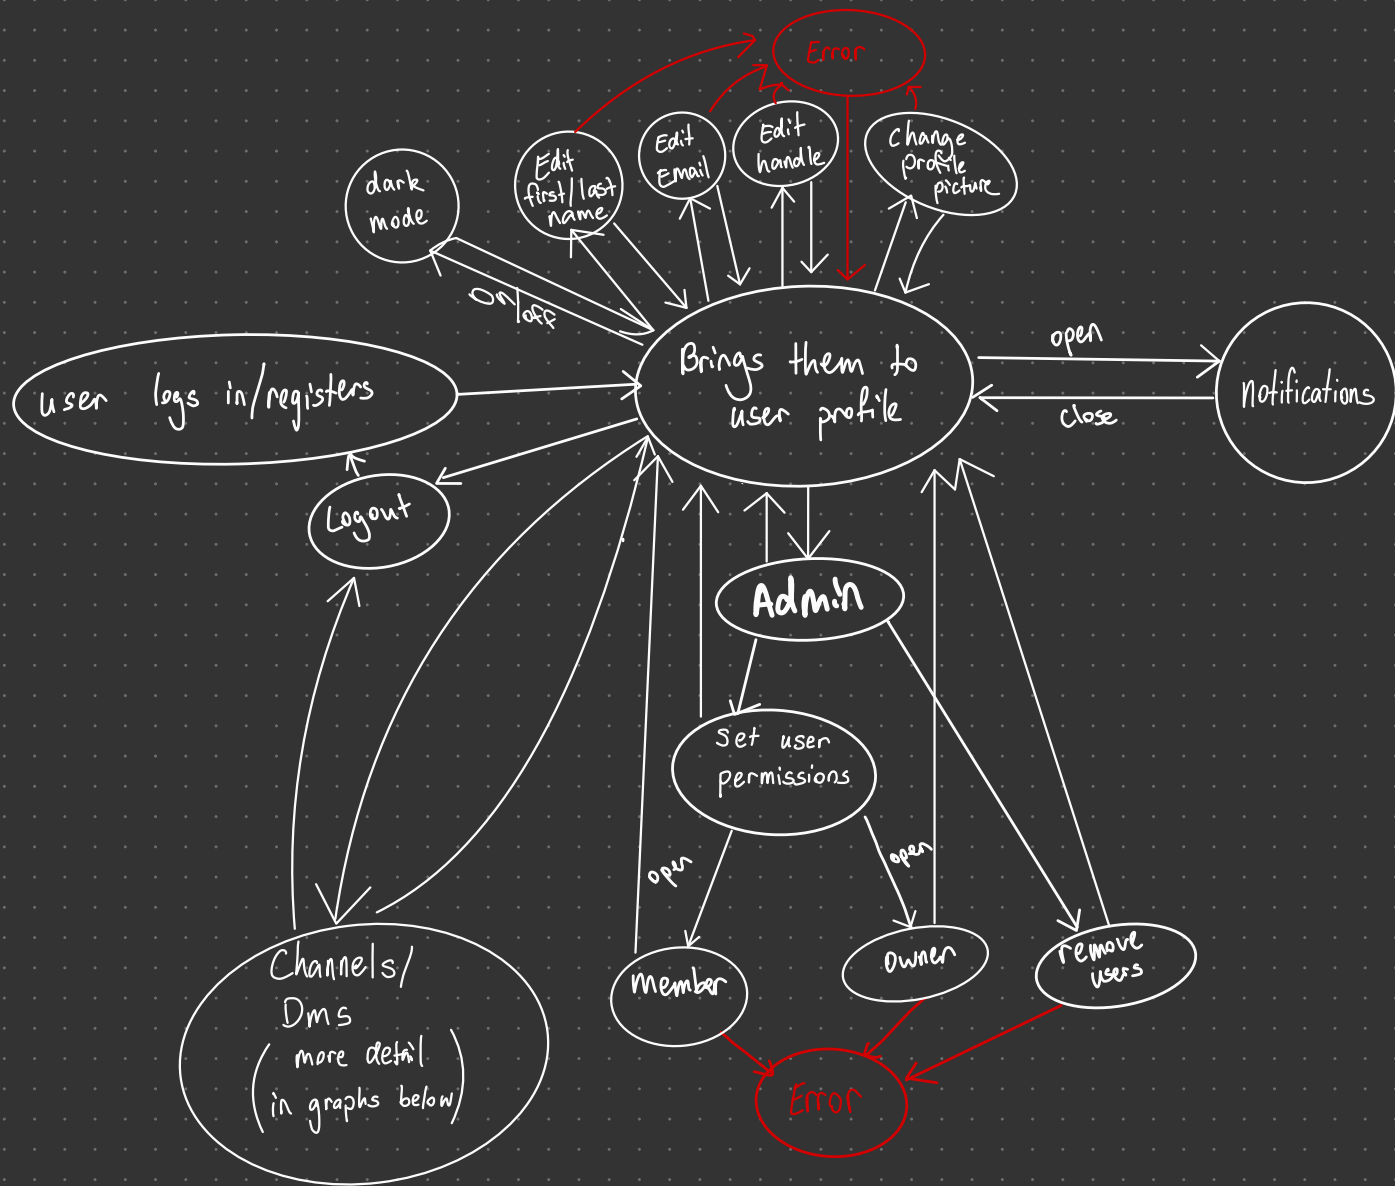 Error
Edit
first/last
name
Edit
Email
Edit
handle
Change
profile
picture
dark
mode
on/off
user logs in/registers
Brings them to
user profile
open
close
notifications
Logout
Admin
Set user
permissions
open
open
Member
owner
remove
users
Channels/
Dms
(more detail
in graphs below)
Error